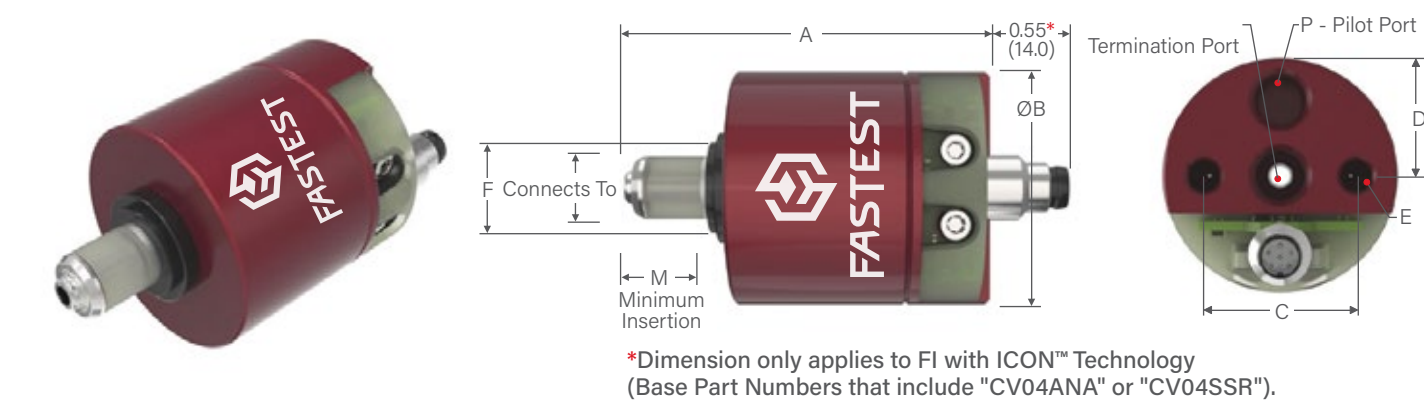 FASTEST
A
0.55*
(14.0)
ØB
F
Connects To
M
Minimum
Insertion
FASTEST
Termination Port
P - Pilot Port
D
E
C
*Dimension only applies to FI with ICON™ Technology
(Base Part Numbers that include "CV04ANA" or "CV04SSR").